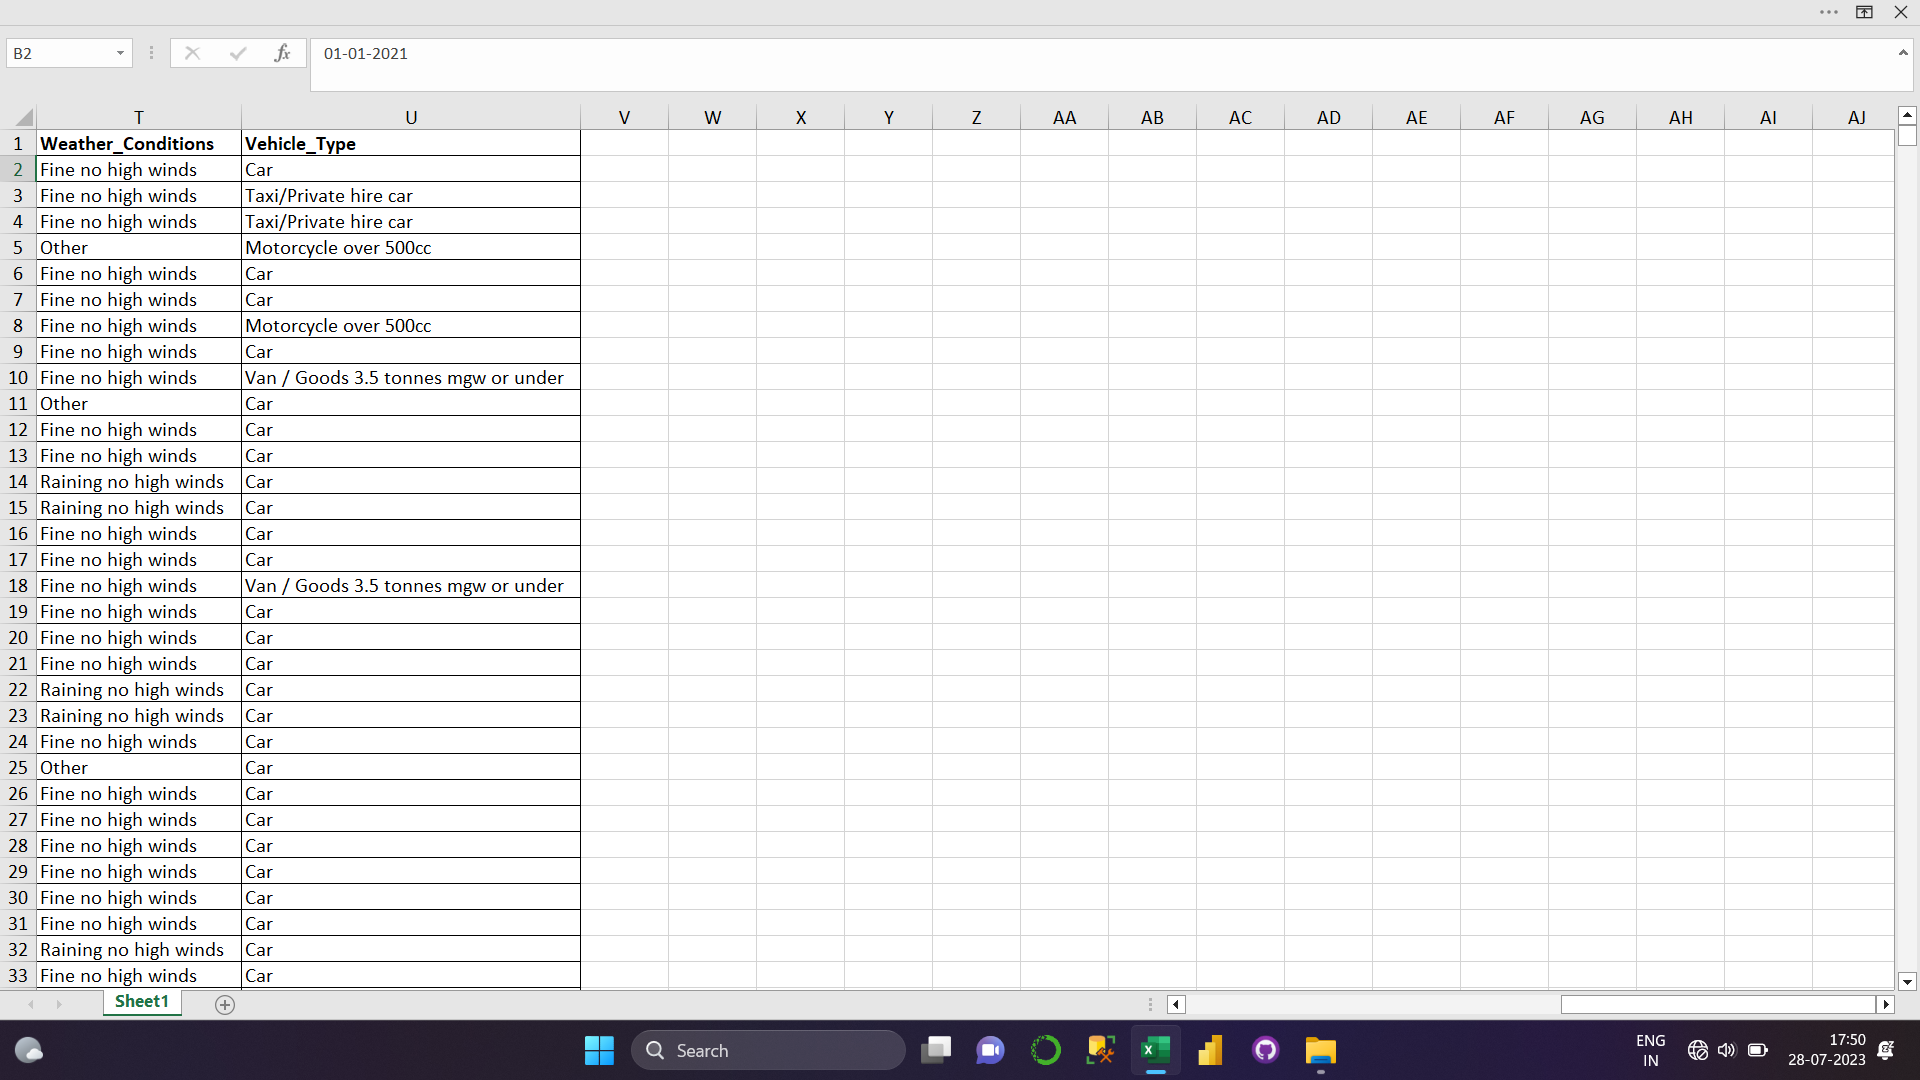 B2
fx
01-01-2021
T U V W X Y Z AA AB AC AD AE AF AG AH AI AJ
1 Weather_Conditions Vehicle_Type
2 Fine no high winds Car
3 Fine no high winds Taxi/Private hire car
4 Fine no high winds Taxi/Private hire car
5 Other Motorcycle over 500cc
6 Fine no high winds Car
7 Fine no high winds Car
8 Fine no high winds Motorcycle over 500cc
9 Fine no high winds Car
10 Fine no high winds Van / Goods 3.5 tonnes mgw or under
11 Other Car
12 Fine no high winds Car
13 Fine no high winds Car
14 Raining no high winds Car
15 Raining no high winds Car
16 Fine no high winds Car
17 Fine no high winds Car
18 Fine no high winds Van / Goods 3.5 tonnes mgw or under
19 Fine no high winds Car
20 Fine no high winds Car
21 Fine no high winds Car
22 Raining no high winds Car
23 Raining no high winds Car
24 Fine no high winds Car
25 Other Car
26 Fine no high winds Car
27 Fine no high winds Car
28 Fine no high winds Car
29 Fine no high winds Car
30 Fine no high winds Car
31 Fine no high winds Car
32 Raining no high winds Car
33 Fine no high winds Car
Sheet1
Search
ENG
IN
17:50
28-07-2023